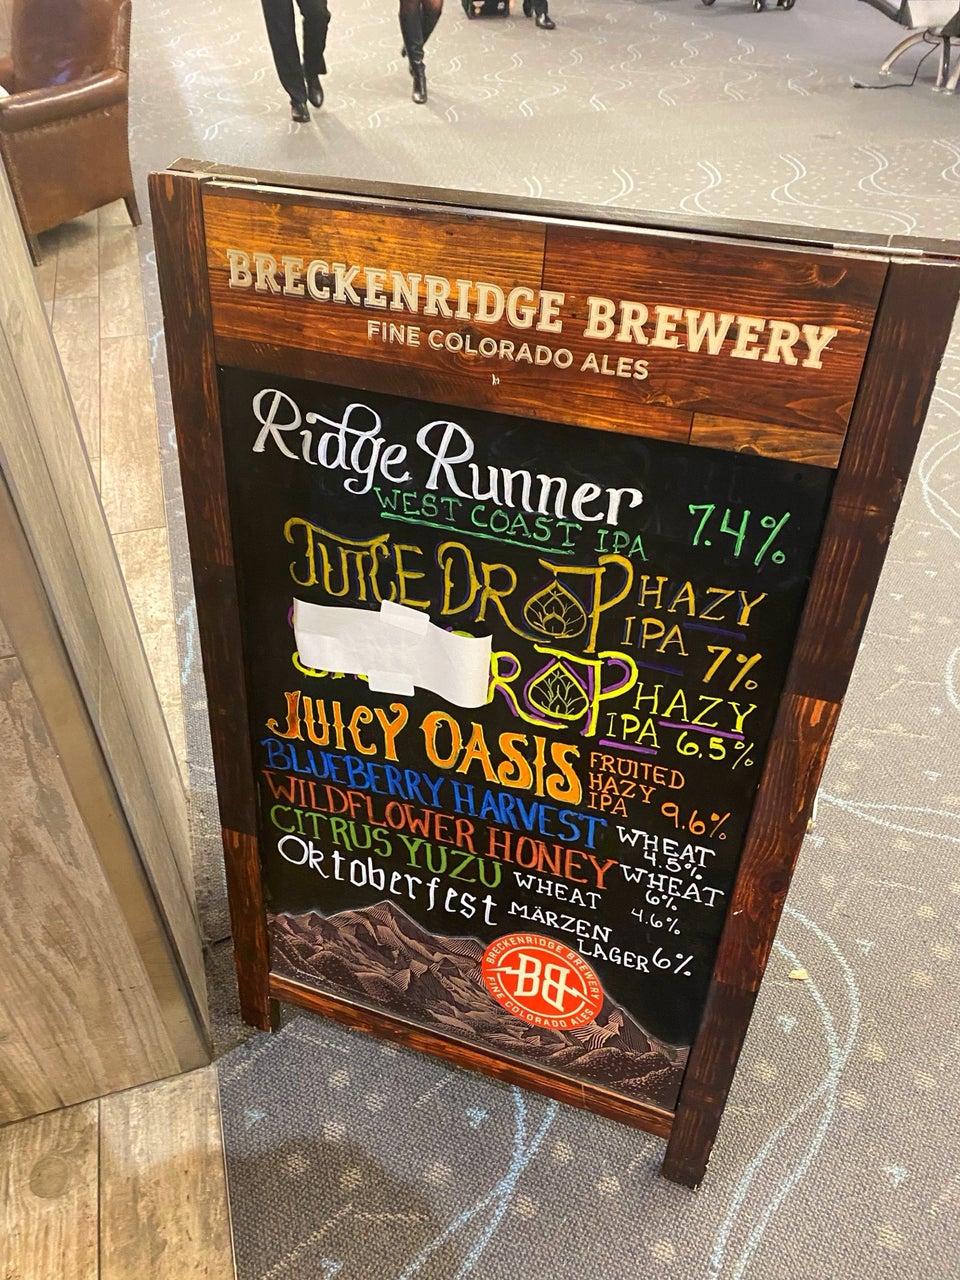 BRECKENRIDGE BREWERY
FINE COLORADO ALES
Ridge Runner
WEST COAST IPA 7.4%
JUICE DROP HAZY
IPA 7%
ROP HAZY
IPA 6.5%
JUICY OASIS FRUITED
HAZY
IPA 9.6%
BLUEBERRY HARVEST WHEAT
4.5%
WILDFLOWER HONEY WHEAT
6%
CITRUS YUZU WHEAT 4.6%
Oktoberfest MÄRZEN
LAGER 6%
BRECKENRIDGE BREWERY
BB
FINE COLORADO ALES